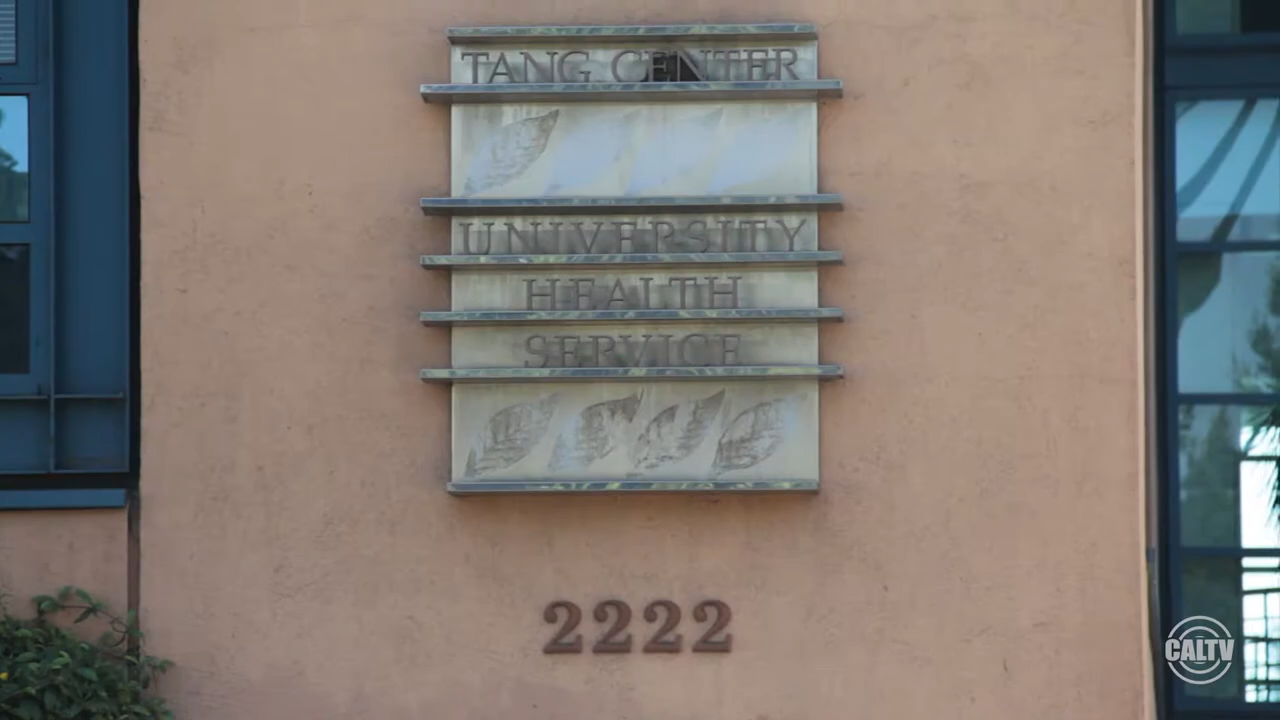 TANG CENTER
UNIVERSITY
HEALTH
SERVICE
2222
CALTV